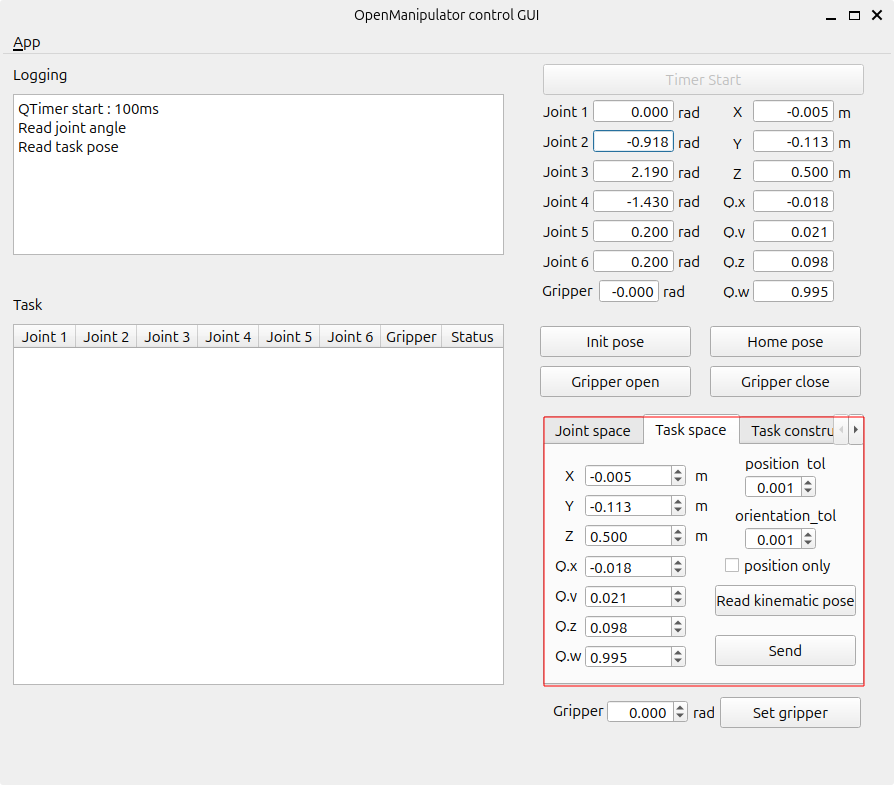 OpenManipulator control GUI
App
Logging
QTimer start : 100ms
Read joint angle
Read task pose
Task
Joint 1 Joint 2 Joint 3 Joint 4 Joint 5 Joint 6 Gripper Status
Timer Start
Joint 1 0.000 rad X -0.005 m
Joint 2 -0.918 rad Y -0.113 m
Joint 3 2.190 rad Z 0.500 m
Joint 4 -1.430 rad Q.x -0.018
Joint 5 0.200 rad Q.y 0.021
Joint 6 0.200 rad Q.z 0.098
Gripper -0.000 rad Q.w 0.995
Init pose Home pose
Gripper open Gripper close
Joint space Task space Task constru
X -0.005 m
Y -0.113 m
Z 0.500 m
Q.x -0.018
Q.y 0.021
Q.z 0.098
Q.w 0.995
position_tol
0.001
orientation_tol
0.001
position only
Read kinematic pose
Send
Gripper 0.000 rad Set gripper